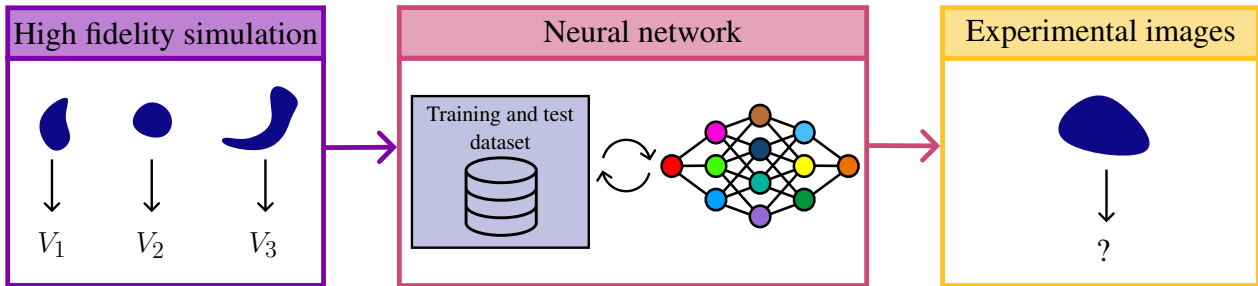 High fidelity simulation
V1
V2
V3
Neural network
Training and test
dataset
Experimental images
?